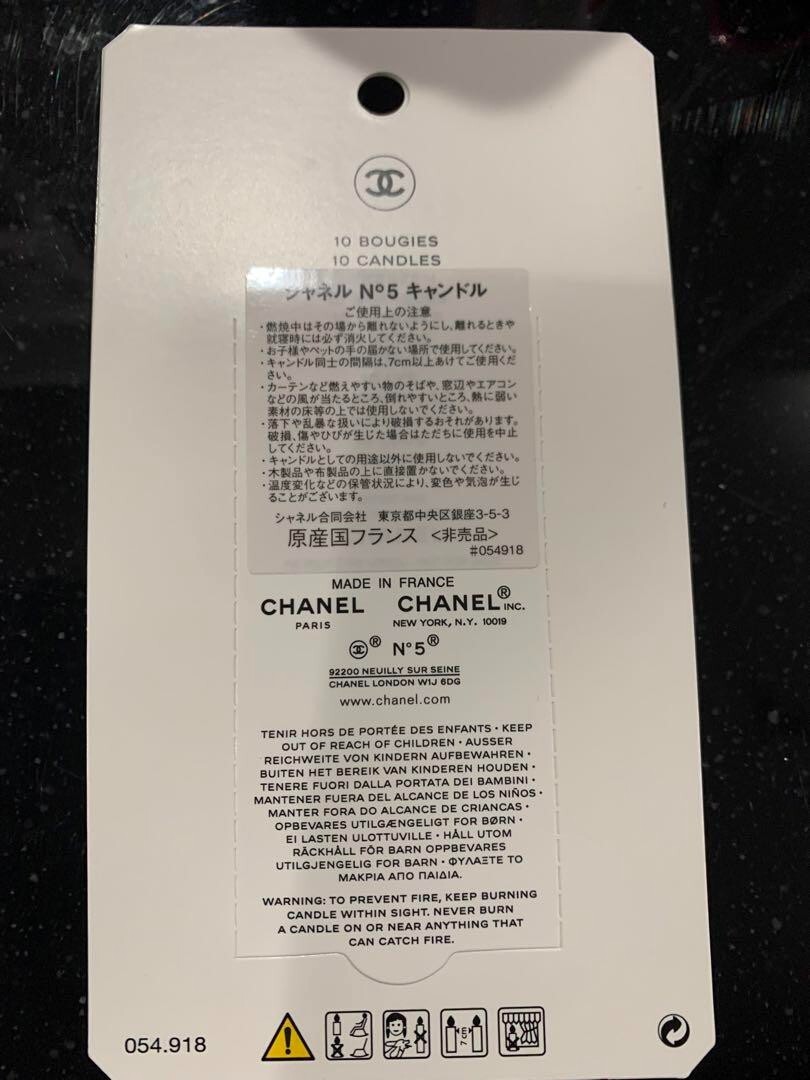 10 BOUGIES
10 CANDLES
シャネル N°5 キャンドル
ご使用上の注意
・燃焼中はその場から離れないようにし、離れるときや
就寝時には必ず消火してください。
・お子様やペットの手の届かない場所で使用してください。
・キャンドル同士の間隔は、7cm以上あけてご使用くだ
さい。
・カーテンなど燃えやすい物のそばや、窓辺やエアコン
などの風が当たるところ、倒れやすいところ、熱に弱い
素材の床等の上では使用しないでください。
・落下や乱暴な扱いにより破損するおそれがあります。
破損、傷やひびが生じた場合はただちに使用を中止
してください。
・キャンドルとしての用途以外に使用しないでください。
・木製品や布製品の上に直接置かないでください。
・温度変化などの保管状況により、変色や気泡が生じ
ることがございます。
シャネル合同会社 東京都中央区銀座3-5-3
原産国フランス <非売品>
#054918
MADE IN FRANCE
CHANEL CHANEL® INC.
PARIS NEW YORK, N.Y. 10019
® N°5®
92200 NEUILLY SUR SEINE
CHANEL LONDON W1J 6DG
www.chanel.com
TENIR HORS DE PORTÉE DES ENFANTS · KEEP
OUT OF REACH OF CHILDREN · AUSSER
REICHWEITE VON KINDERN AUFBEWAHREN ·
BUITEN HET BEREIK VAN KINDEREN HOUDEN ·
TENERE FUORI DALLA PORTATA DEI BAMBINI ·
MANTENER FUERA DEL ALCANCE DE LOS NIÑOS ·
MANTER FORA DO ALCANCE DE CRIANCAS ·
OPBEVARES UTILGÆNGELIGT FOR BØRN ·
EI LASTEN ULOTTUVILLE · HÅLL UTOM
RÄCKHÅLL FÖR BARN OPPBEVARES
UTILGJENGELIG FOR BARN · ΦΥΛΑΞΤΕ ΤΟ
ΜΑΚΡΙΑ ΑΠΟ ΠΑΙΔΙΑ.
WARNING: TO PREVENT FIRE, KEEP BURNING
CANDLE WITHIN SIGHT. NEVER BURN
A CANDLE ON OR NEAR ANYTHING THAT
CAN CATCH FIRE.
054.918
7 cm